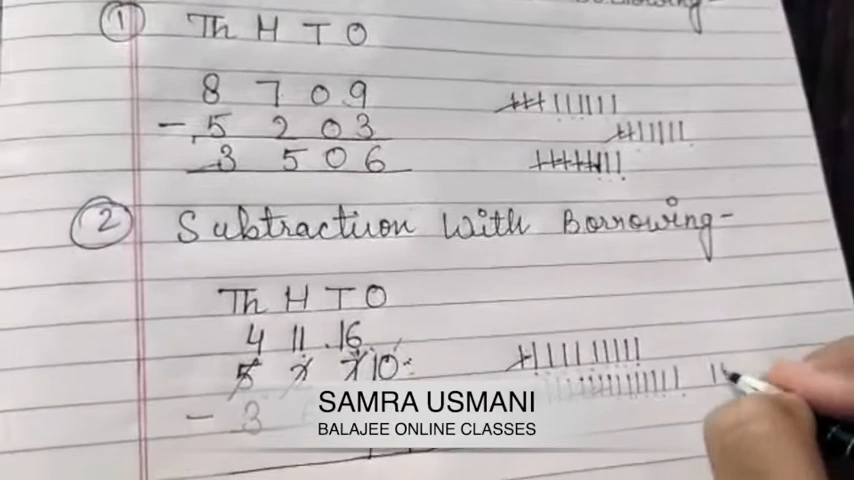 Borrowing -
① Th H T O
8 7 0 9
- 5 2 0 3
3 5 0 6
② Subtraction With Borrowing -
Th H T O
4 11 16
5 2 7 10
- 3
SAMRA USMANI
BALAJEE ONLINE CLASSES